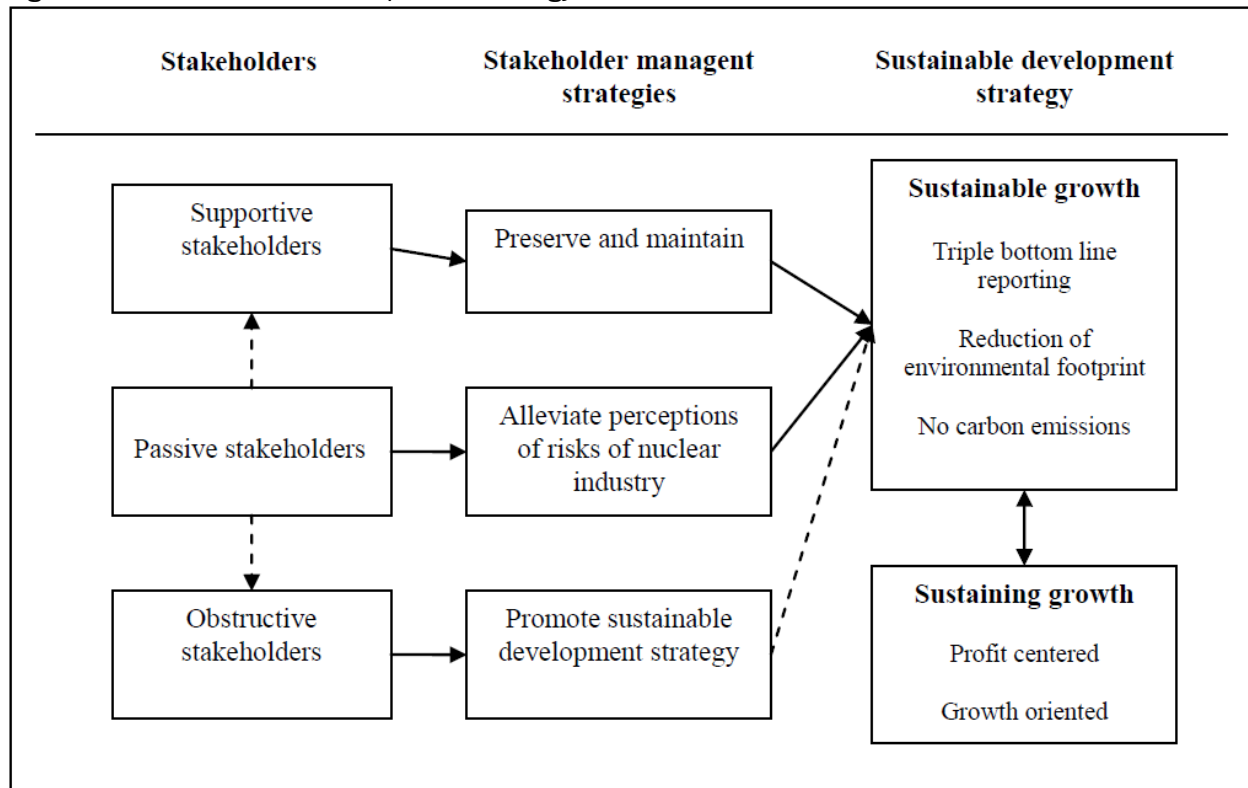 Stakeholders
Stakeholder managent
strategies
Sustainable development
strategy
Supportive
stakeholders
Preserve and maintain
Sustainable growth
Triple bottom line
reporting
Reduction of
environmental footprint
No carbon emissions
Passive stakeholders
Alleviate perceptions
of risks of nuclear
industry
Obstructive
stakeholders
Promote sustainable
development strategy
Sustaining growth
Profit centered
Growth oriented